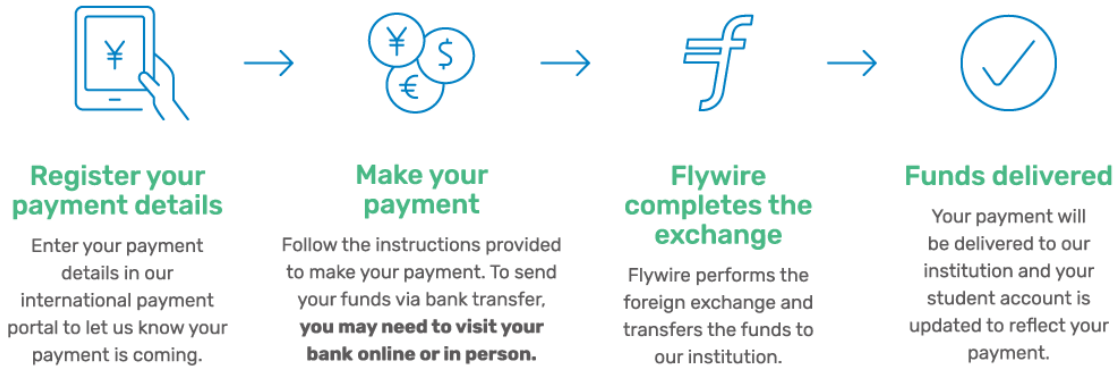 ¥
¥
$
€
Register your
payment details
Enter your payment
details in our
international payment
portal to let us know your
payment is coming.
Make your
payment
Follow the instructions provided
to make your payment. To send
your funds via bank transfer,
you may need to visit your
bank online or in person.
Flywire
completes the
exchange
Flywire performs the
foreign exchange and
transfers the funds to
our institution.
Funds delivered
Your payment will
be delivered to our
institution and your
student account is
updated to reflect your
payment.